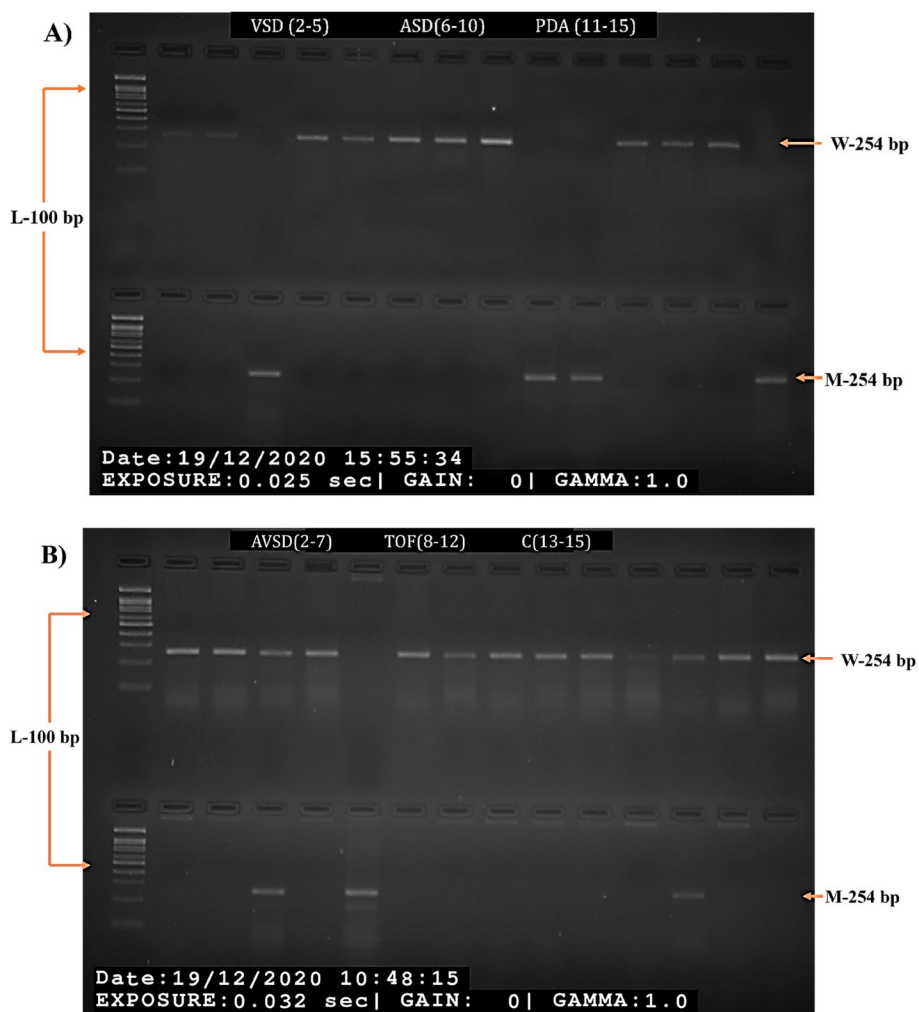 A)
VSD (2-5) ASD(6-10) PDA (11-15)
W-254 bp
L-100 bp
M-254 bp
Date:19/12/2020 15:55:34
EXPOSURE:0.025 sec| GAIN: 0| GAMMA:1.0
B)
AVSD(2-7) TOF(8-12) C(13-15)
W-254 bp
L-100 bp
M-254 bp
Date:19/12/2020 10:48:15
EXPOSURE:0.032 sec| GAIN: 0| GAMMA:1.0